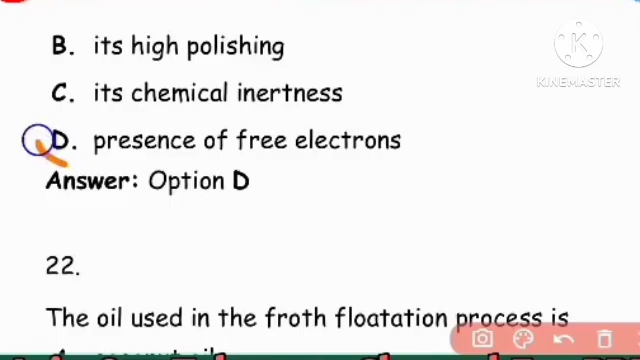 B. its high polishing
KINEMASTER
C. its chemical inertness
D. presence of free electrons
Answer: Option D
22.
The oil used in the froth floatation process is